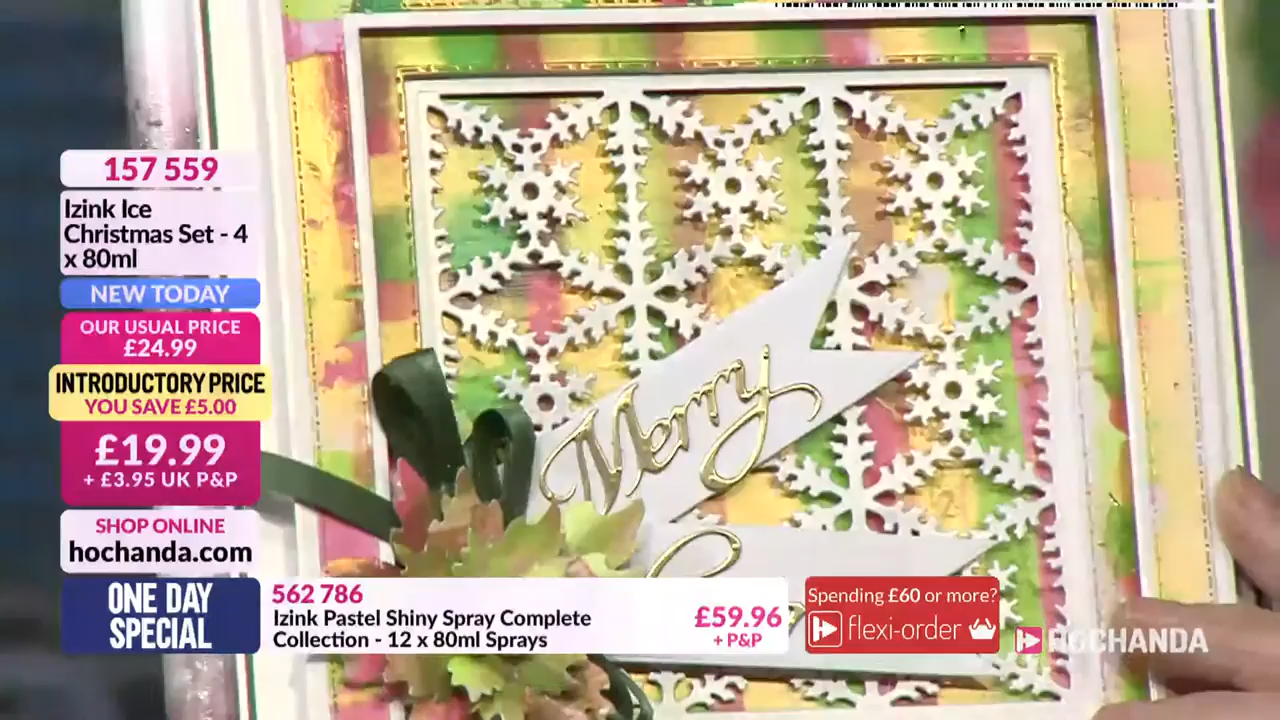 157 559
Izink Ice
Christmas Set - 4
x 80ml
NEW TODAY
OUR USUAL PRICE
£24.99
INTRODUCTORY PRICE
YOU SAVE £5.00
£19.99
+ £3.95 UK P&P
SHOP ONLINE
hochanda.com
ONE DAY
SPECIAL
562 786
Izink Pastel Shiny Spray Complete
Collection - 12 x 80ml Sprays
£59.96
+ P&P
Spending £60 or more?
flexi-order
HOCHANDA
Merry